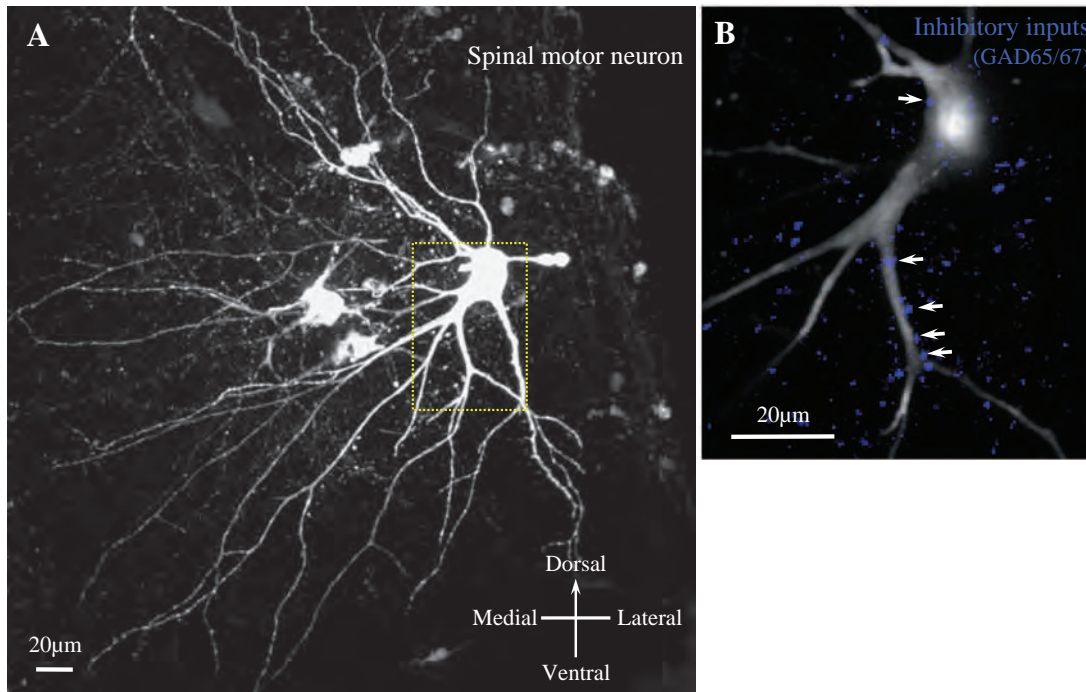 A
Spinal motor neuron
Dorsal
Medial
Lateral
Ventral
20μm
B
Inhibitory inputs
(GAD65/67)
20μm